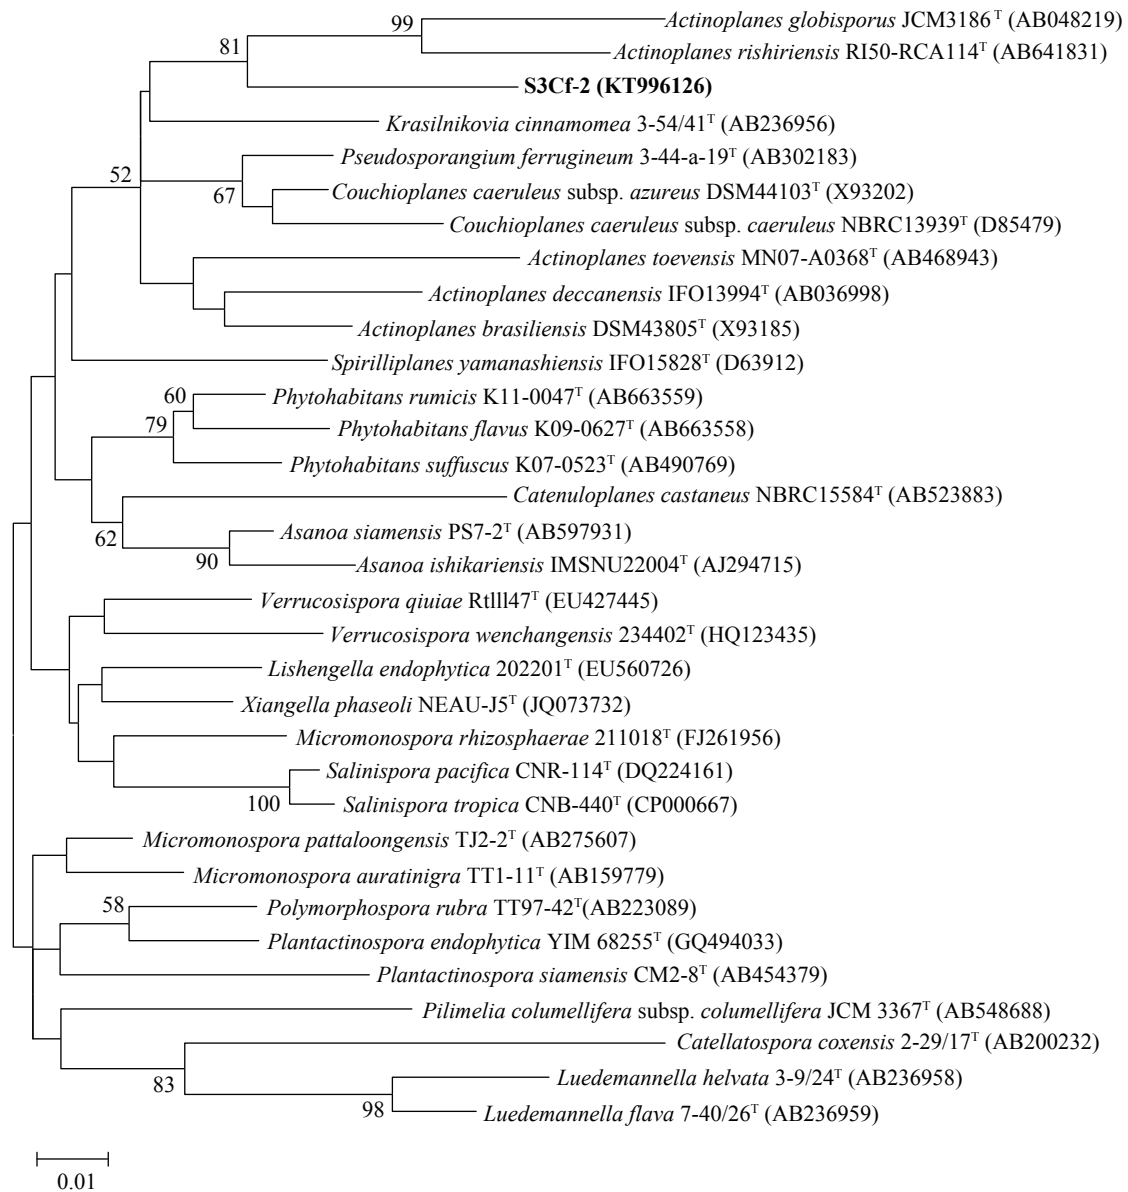 99 Actinoplanes globisporus JCM3186ᵀ (AB048219)
81 Actinoplanes rishiriensis RI50-RCA114ᵀ (AB641831)
S3Cf-2 (KT996126)
Krasilnikovia cinnamomea 3-54/41ᵀ (AB236956)
Pseudosporangium ferrugineum 3-44-a-19ᵀ (AB302183)
52
67 Couchioplanes caeruleus subsp. azureus DSM44103ᵀ (X93202)
Couchioplanes caeruleus subsp. caeruleus NBRC13939ᵀ (D85479)
Actinoplanes toevensis MN07-A0368ᵀ (AB468943)
Actinoplanes deccanensis IFO13994ᵀ (AB036998)
Actinoplanes brasiliensis DSM43805ᵀ (X93185)
Spirilliplanes yamanashiensis IFO15828ᵀ (D63912)
60 Phytohabitans rumicis K11-0047ᵀ (AB663559)
79 Phytohabitans flavus K09-0627ᵀ (AB663558)
Phytohabitans suffuscus K07-0523ᵀ (AB490769)
Catenuloplanes castaneus NBRC15584ᵀ (AB523883)
62 Asanoa siamensis PS7-2ᵀ (AB597931)
90 Asanoa ishikariensis IMSNU22004ᵀ (AJ294715)
Verrucosispora qiuiae Rtlll47ᵀ (EU427445)
Verrucosispora wenchangensis 234402ᵀ (HQ123435)
Lishengella endophytica 202201ᵀ (EU560726)
Xiangella phaseoli NEAU-J5ᵀ (JQ073732)
Micromonospora rhizosphaerae 211018ᵀ (FJ261956)
Salinispora pacifica CNR-114ᵀ (DQ224161)
100 Salinispora tropica CNB-440ᵀ (CP000667)
Micromonospora pattaloongensis TJ2-2ᵀ (AB275607)
Micromonospora auratinigra TT1-11ᵀ (AB159779)
58 Polymorphospora rubra TT97-42ᵀ(AB223089)
Plantactinospora endophytica YIM 68255ᵀ (GQ494033)
Plantactinospora siamensis CM2-8ᵀ (AB454379)
Pilimelia columellifera subsp. columellifera JCM 3367ᵀ (AB548688)
Catellatospora coxensis 2-29/17ᵀ (AB200232)
83 Luedemannella helvata 3-9/24ᵀ (AB236958)
98 Luedemannella flava 7-40/26ᵀ (AB236959)
0.01